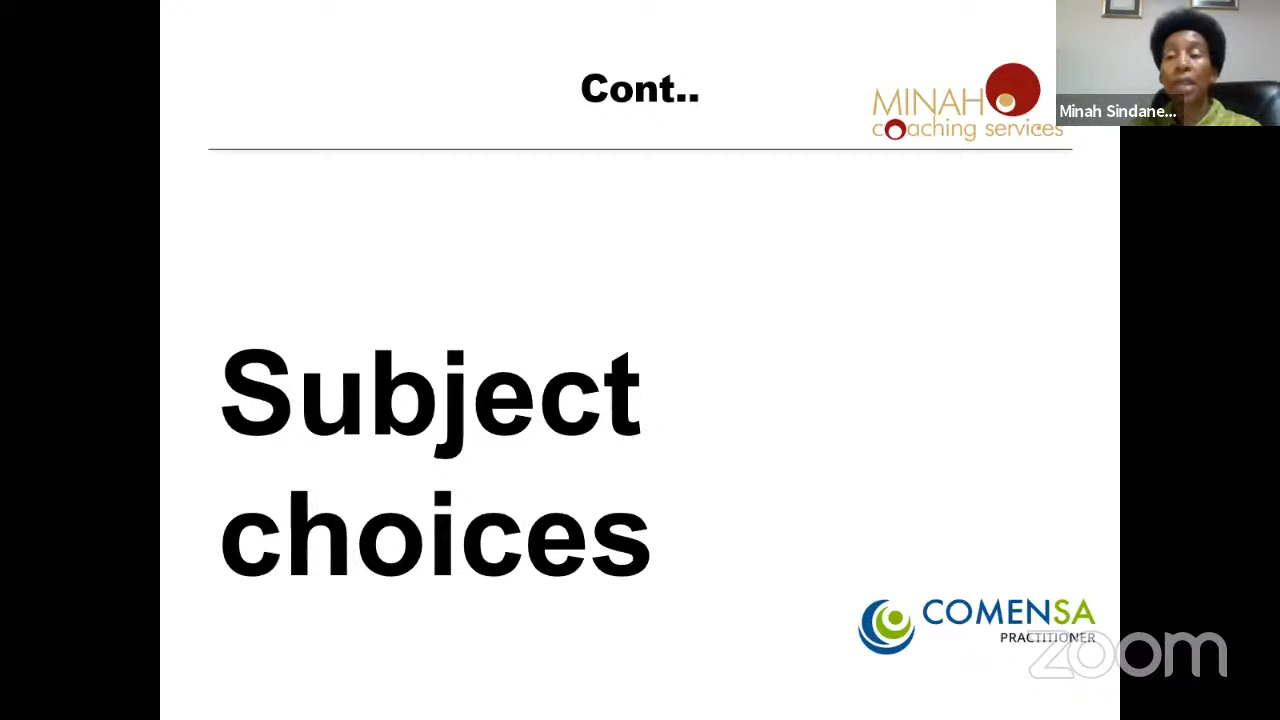 Cont..
MINAH
coaching services
Minah Sindane...
Subject
choices
COMENSA
PRACTITIONER
zoom